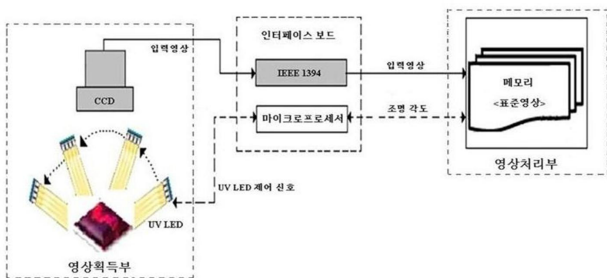 입력영상
인터페이스 보드
IEEE 1394
입력영상
메모리
<표준영상>
CCD
마이크로프로세서
조명 각도
영상처리부
UV LED 제어 신호
UV LED
영상획득부